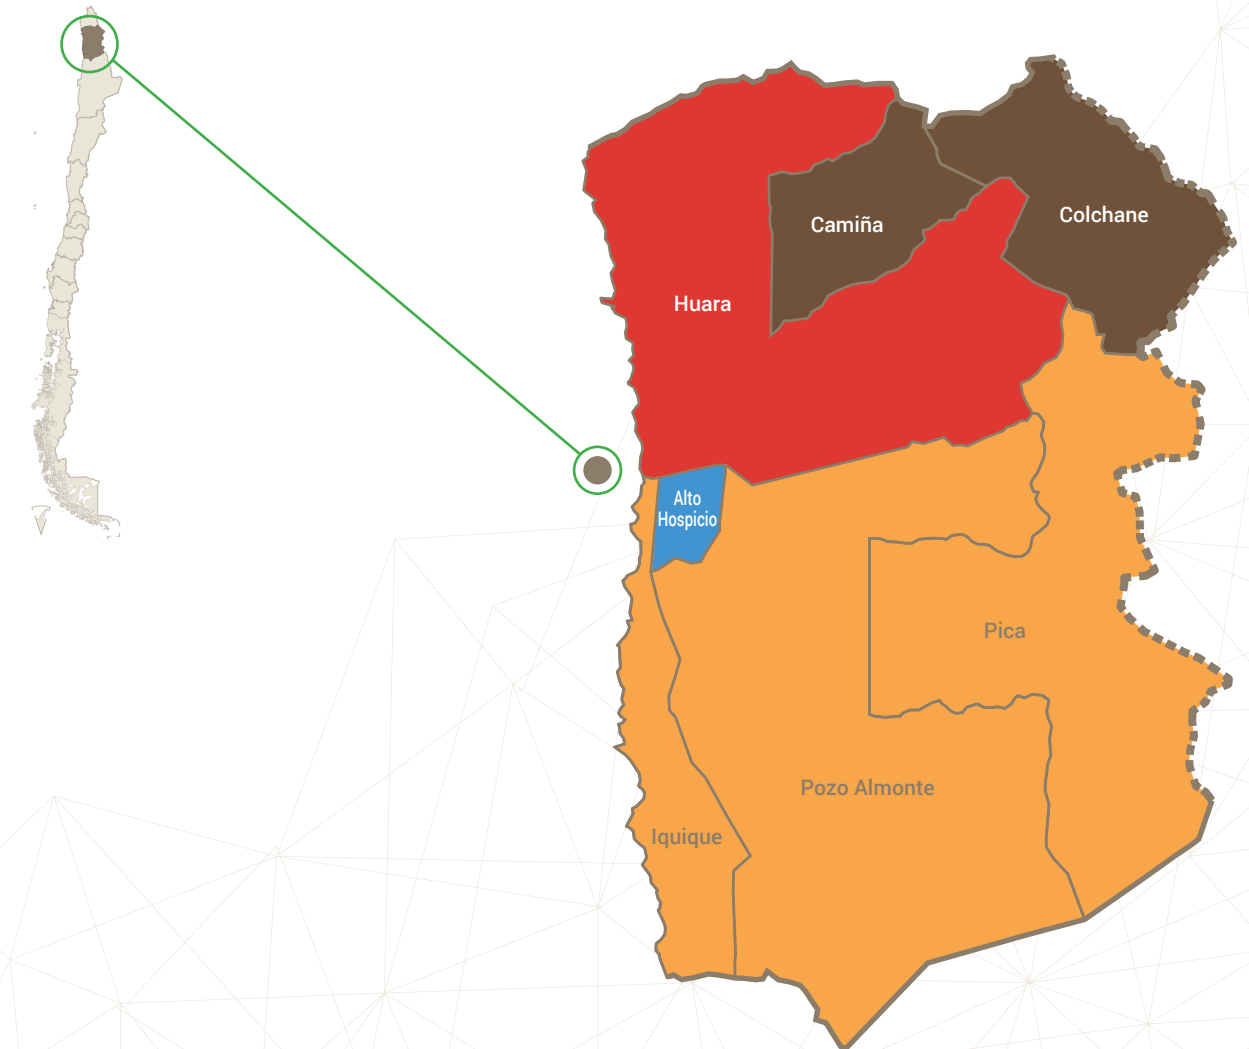 Camiña
Colchane
Huara
Alto
Hospicio
Pica
Pozo Almonte
Iquique